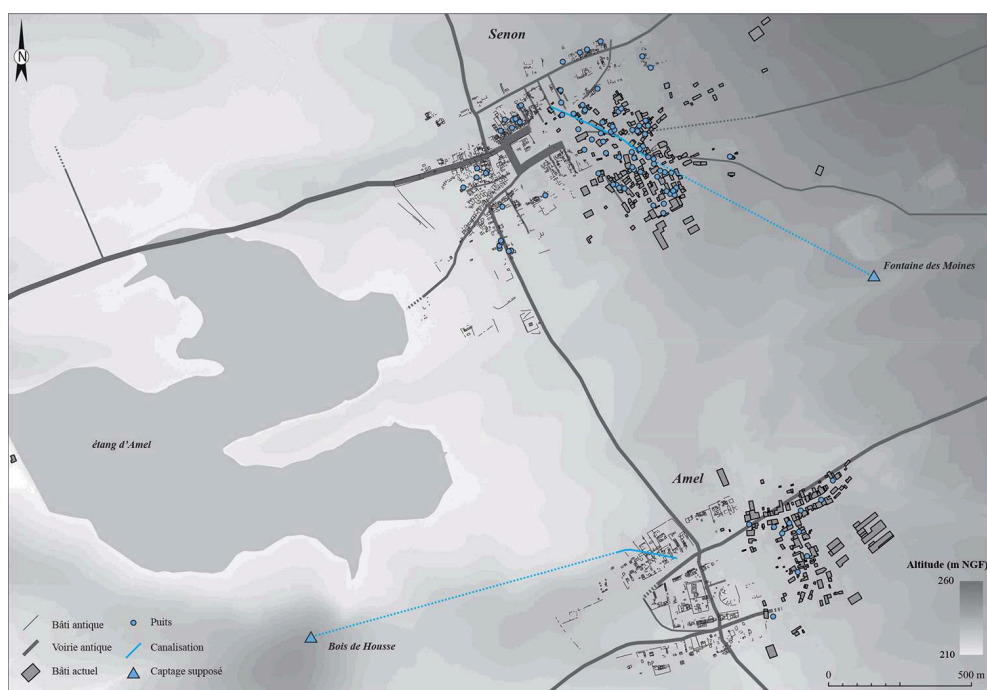 N
Senon
Fontaine des Moines
étang d'Amel
Amel
Bois de Housse
Altitude (m NGF)
260
210
Bâti antique
Voirie antique
Bâti actuel
Puits
Canalisation
Captage supposé
0
500 m